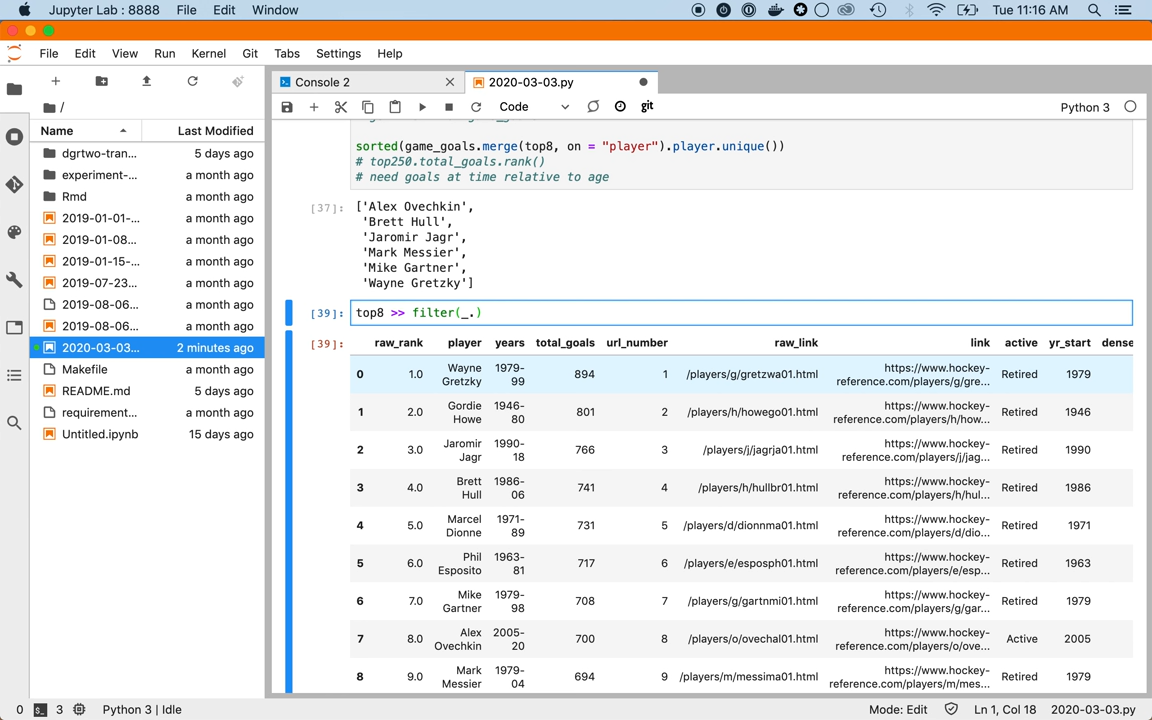 Jupyter Lab : 8888 File Edit Window Tue 11:16 AM
File Edit View Run Kernel Git Tabs Settings Help
Console 2
2020-03-03.py
/
Code
git
Python 3
Name Last Modified
dgrtwo-tran... 5 days ago
experiment-... a month ago
Rmd a month ago
2019-01-01-... a month ago
2019-01-08... a month ago
2019-01-15-... a month ago
2019-07-23... a month ago
2019-08-06... a month ago
2019-08-06... a month ago
2020-03-03... 2 minutes ago
Makefile a month ago
README.md 5 days ago
requirement... a month ago
Untitled.ipynb 15 days ago
sorted(game_goals.merge(top8, on = "player").player.unique())
# top250.total_goals.rank()
# need goals at time relative to age
[37]: ['Alex Ovechkin',
'Brett Hull',
'Jaromir Jagr',
'Mark Messier',
'Mike Gartner',
'Wayne Gretzky']
[39]: top8 >> filter(_.)
[39]: raw_rank player years total_goals url_number raw_link link active yr_start dense
0 1.0 Wayne Gretzky 1979-99 894 1 /players/g/gretzwa01.html https://www.hockey-reference.com/players/g/gre... Retired 1979
1 2.0 Gordie Howe 1946-80 801 2 /players/h/howego01.html https://www.hockey-reference.com/players/h/how... Retired 1946
2 3.0 Jaromir Jagr 1990-18 766 3 /players/j/jagrja01.html https://www.hockey-reference.com/players/j/jag... Retired 1990
3 4.0 Brett Hull 1986-06 741 4 /players/h/hullbr01.html https://www.hockey-reference.com/players/h/hul... Retired 1986
4 5.0 Marcel Dionne 1971-89 731 5 /players/d/dionnma01.html https://www.hockey-reference.com/players/d/dio... Retired 1971
5 6.0 Phil Esposito 1963-81 717 6 /players/e/esposph01.html https://www.hockey-reference.com/players/e/esp... Retired 1963
6 7.0 Mike Gartner 1979-98 708 7 /players/g/gartnmi01.html https://www.hockey-reference.com/players/g/gar... Retired 1979
7 8.0 Alex Ovechkin 2005-20 700 8 /players/o/ovechal01.html https://www.hockey-reference.com/players/o/ove... Active 2005
8 9.0 Mark Messier 1979-04 694 9 /players/m/messima01.html https://www.hockey-reference.com/players/m/mes... Retired 1979
0 3 Python 3 | Idle Mode: Edit Ln 1, Col 18 2020-03-03.py